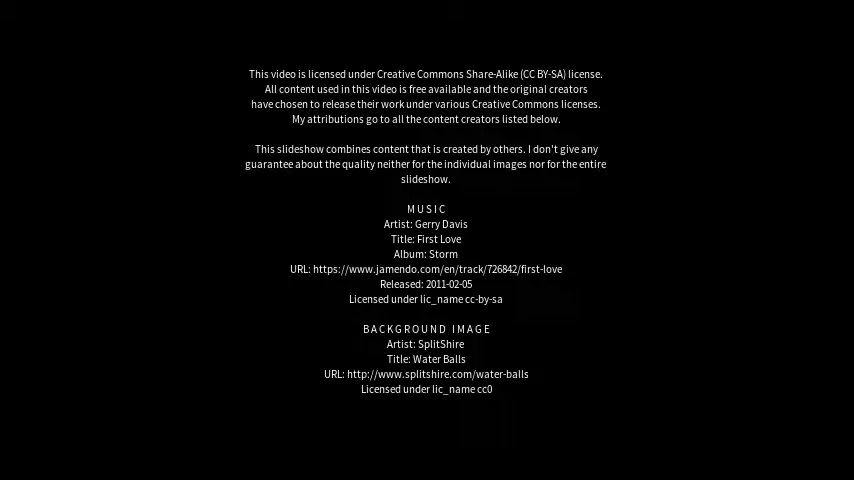 This video is licensed under Creative Commons Share-Alike (CC BY-SA) license.
All content used in this video is free available and the original creators
have chosen to release their work under various Creative Commons licenses.
My attributions go to all the content creators listed below.
This slideshow combines content that is created by others. I don't give any
guarantee about the quality neither for the individual images nor for the entire
slideshow.
MUSIC
Artist: Gerry Davis
Title: First Love
Album: Storm
URL: https://www.jamendo.com/en/track/726842/first-love
Released: 2011-02-05
Licensed under lic_name cc-by-sa
BACKGROUND IMAGE
Artist: SplitShire
Title: Water Balls
URL: http://www.splitshire.com/water-balls
Licensed under lic_name cc0